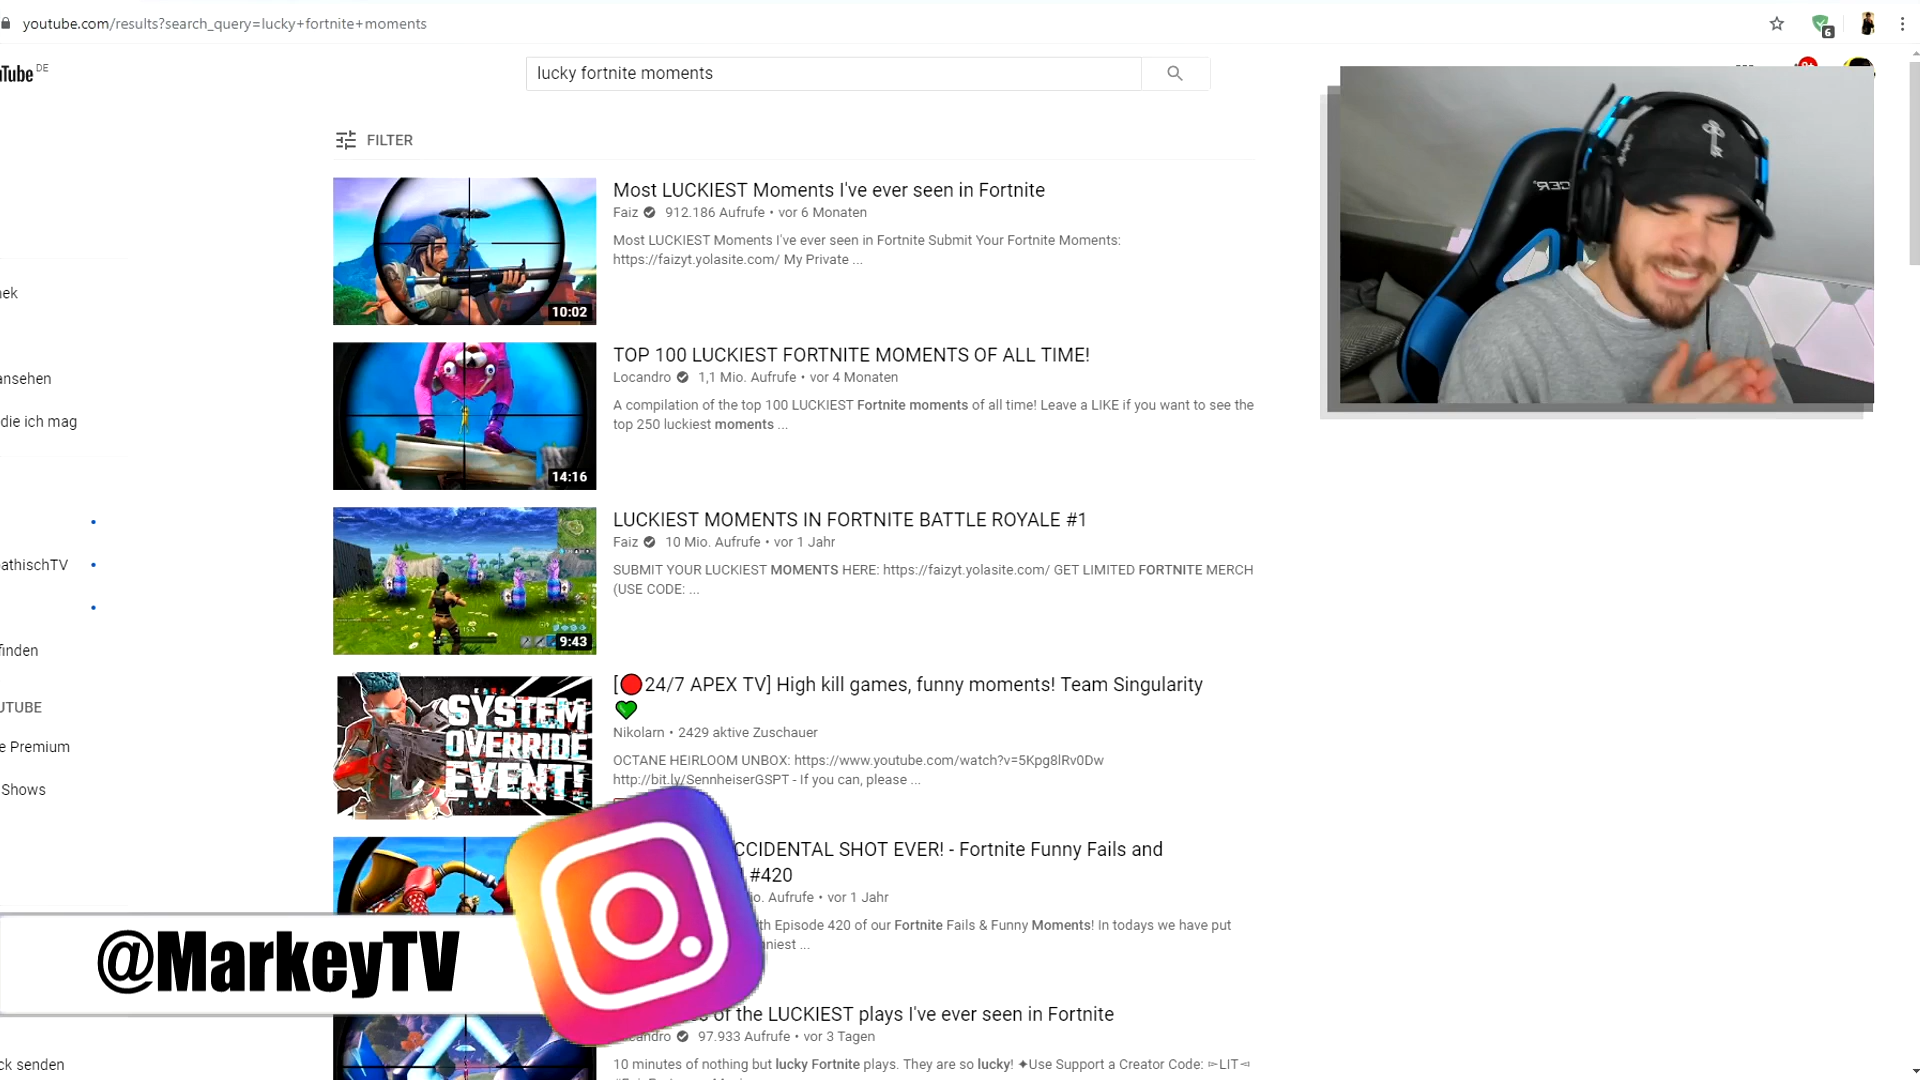 youtube.com/results?search_query=lucky+fortnite+moments
6
uTube DE
lucky fortnite moments
FILTER
Most LUCKIEST Moments I've ever seen in Fortnite
Faiz 912.186 Aufrufe • vor 6 Monaten
Most LUCKIEST Moments I've ever seen in Fortnite Submit Your Fortnite Moments:
https://faizyt.yolasite.com/ My Private ...
10:02
TOP 100 LUCKIEST FORTNITE MOMENTS OF ALL TIME!
Locandro 1,1 Mio. Aufrufe • vor 4 Monaten
A compilation of the top 100 LUCKIEST Fortnite moments of all time! Leave a LIKE if you want to see the
top 250 luckiest moments ...
14:16
LUCKIEST MOMENTS IN FORTNITE BATTLE ROYALE #1
Faiz 10 Mio. Aufrufe • vor 1 Jahr
SUBMIT YOUR LUCKIEST MOMENTS HERE: https://faizyt.yolasite.com/ GET LIMITED FORTNITE MERCH
(USE CODE: ...
9:43
[🔴24/7 APEX TV] High kill games, funny moments! Team Singularity
💚
Nikolarn • 2429 aktive Zuschauer
OCTANE HEIRLOOM UNBOX: https://www.youtube.com/watch?v=5Kpg8lRv0Dw
http://bit.ly/SennheiserGSPT - If you can, please ...
SYSTEM
OVERRIDE
EVENT!
CCIDENTAL SHOT EVER! - Fortnite Funny Fails and
#420
io. Aufrufe • vor 1 Jahr
th Episode 420 of our Fortnite Fails & Funny Moments! In todays we have put
nniest ...
of the LUCKIEST plays I've ever seen in Fortnite
andro 97.933 Aufrufe • vor 3 Tagen
10 minutes of nothing but lucky Fortnite plays. They are so lucky! ✦Use Support a Creator Code: ⊳LIT⊲
@MarkeyTV
hek
ansehen
die ich mag
pathischTV
finden
UTUBE
e Premium
Shows
ck senden